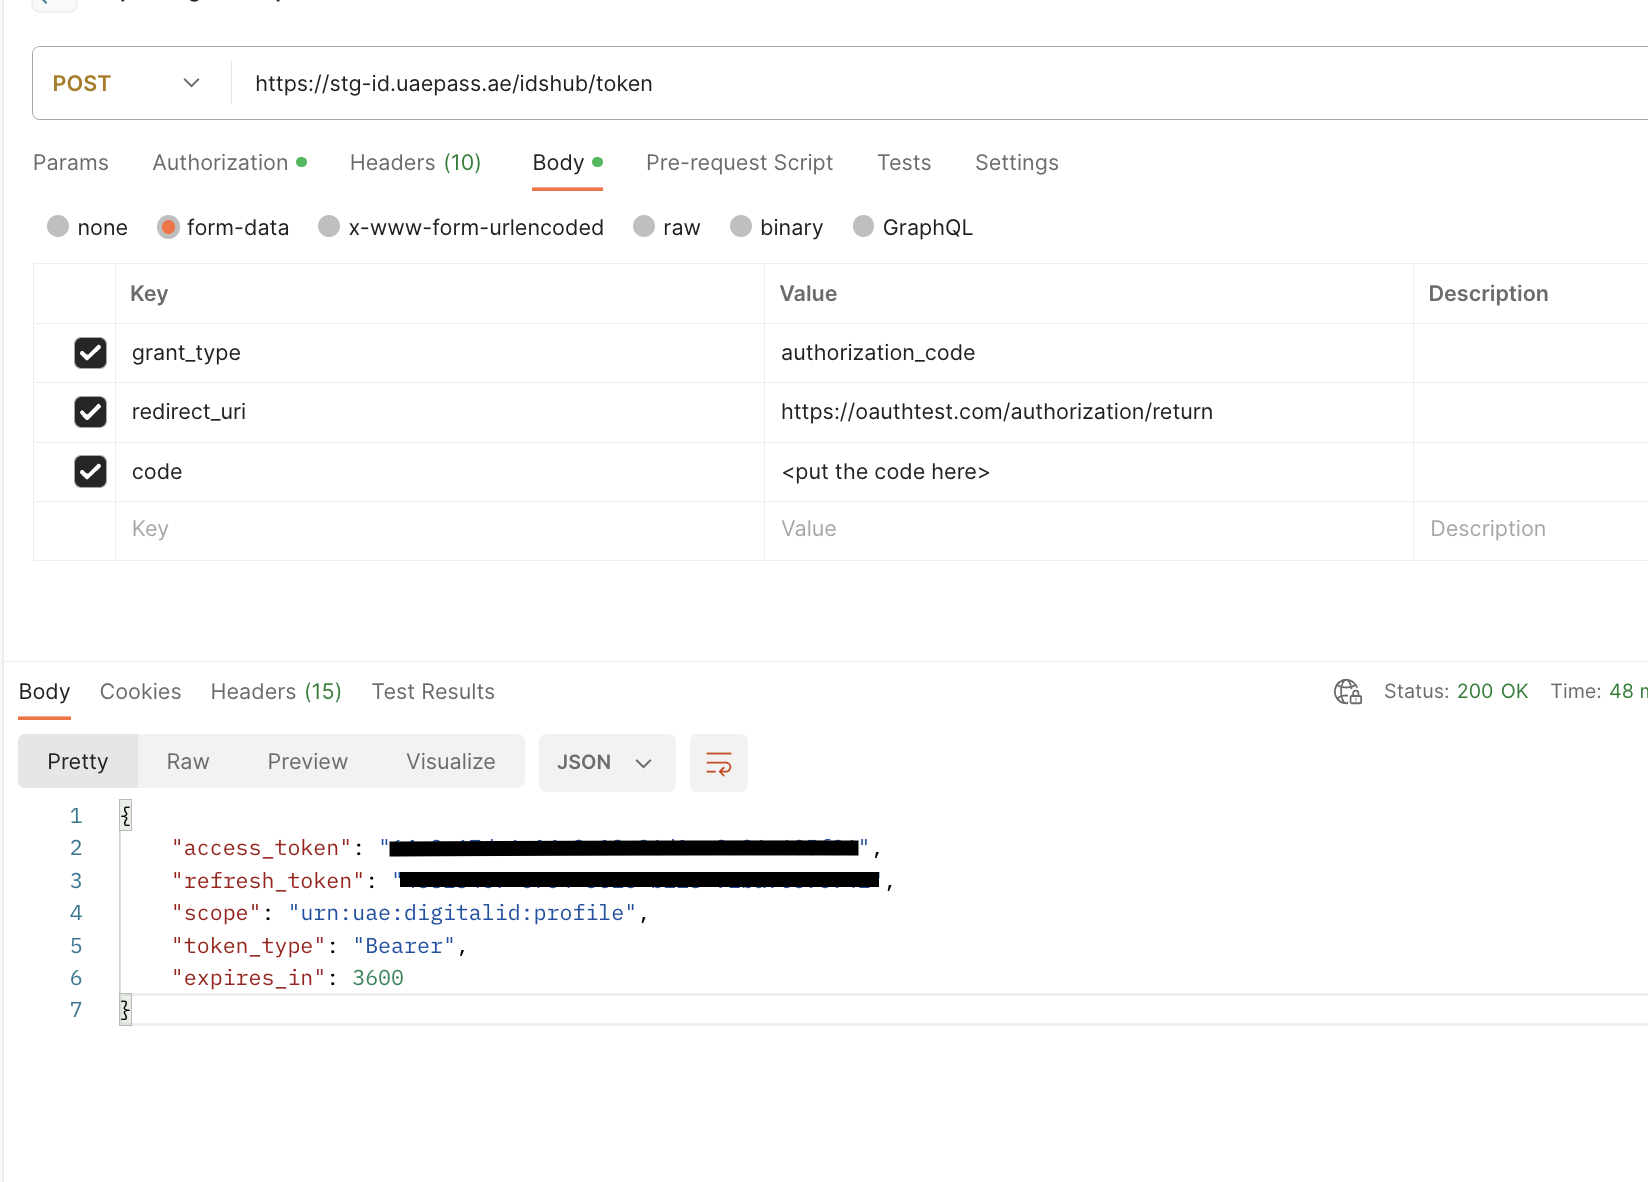 POST https://stg-id.uaepass.ae/idshub/token
Params Authorization Headers (10) Body Pre-request Script Tests Settings
none form-data x-www-form-urlencoded raw binary GraphQL
Key Value Description
grant_type authorization_code
redirect_uri https://oauthtest.com/authorization/return
code <put the code here>
Key Value Description
Body Cookies Headers (15) Test Results Status: 200 OK Time: 48
Pretty Raw Preview Visualize JSON
1 {
2 "access_token": "",
3 "refresh_token": ",
4 "scope": "urn:uae:digitalid:profile",
5 "token_type": "Bearer",
6 "expires_in": 3600
7 }